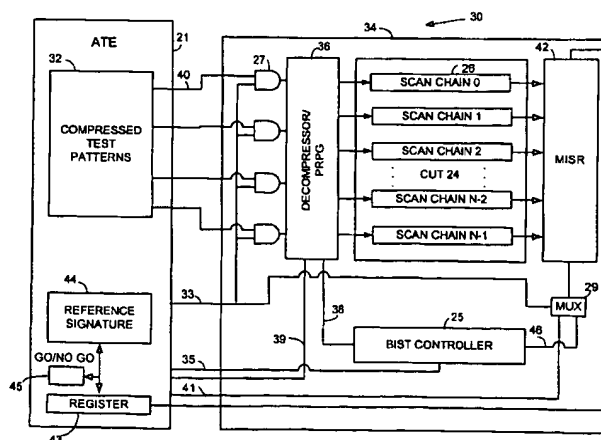 30
34
ATE
21
32
40
27
36
26
42
SCAN CHAIN 0
SCAN CHAIN 1
COMPRESSED
TEST
PATTERNS
DECOMPRESSOR/
PRPG
SCAN CHAIN 2
CUT 24
MISR
SCAN CHAIN N-2
SCAN CHAIN N-1
44
REFERENCE
SIGNATURE
33
39
38
25
MUX
29
BIST CONTROLLER
46
GO/NO GO
45
35
41
REGISTER
43